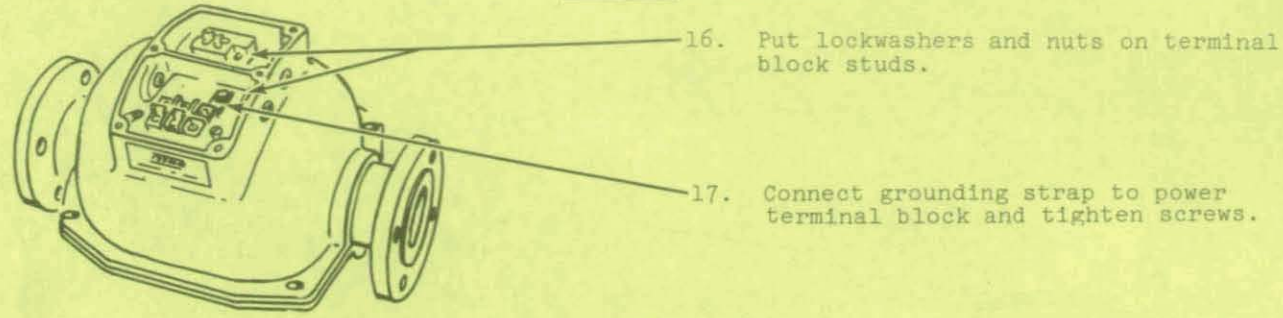 16. Put lockwashers and nuts on terminal
block studs.
17. Connect grounding strap to power
terminal block and tighten screws.